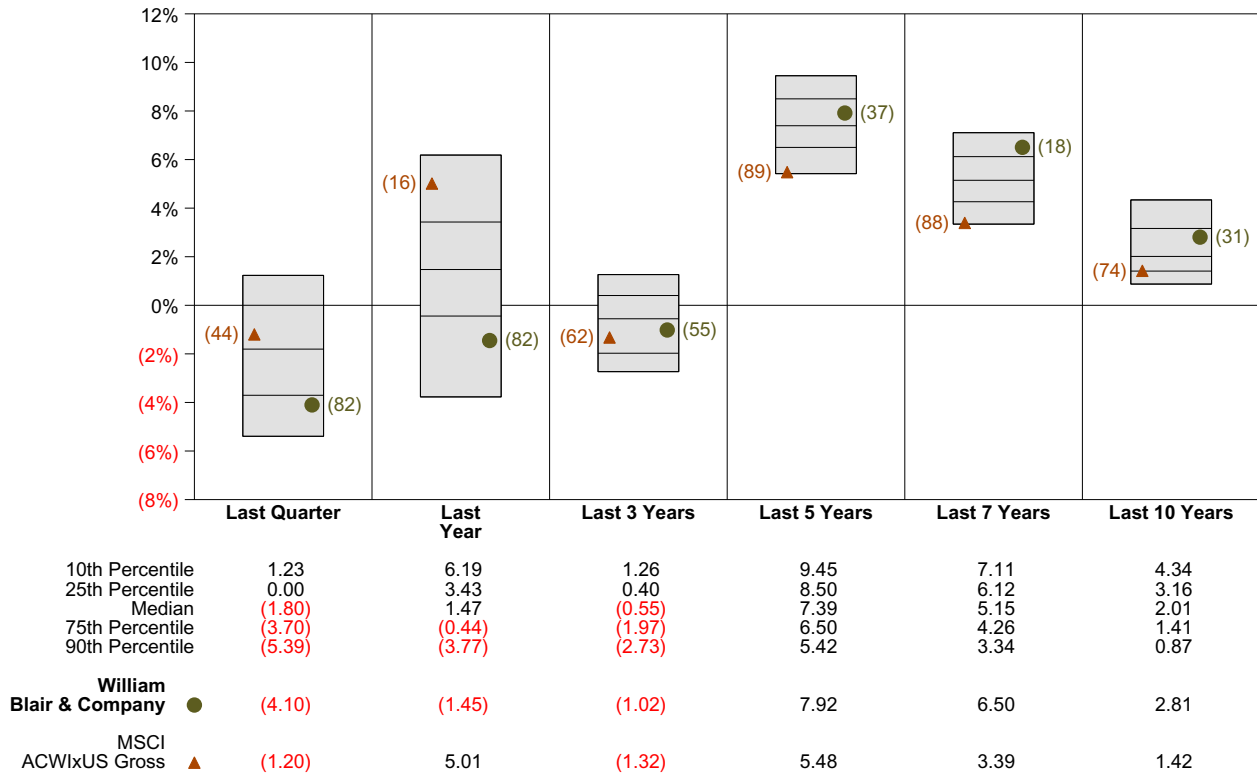 12%
10%
8%
6%
4%
2%
0%
(2%)
(4%)
(6%)
(8%)
(44)
(82)
(16)
(82)
(62)
(55)
(89)
(37)
(88)
(18)
(74)
(31)
Last Quarter
Last
Year
Last 3 Years
Last 5 Years
Last 7 Years
Last 10 Years
10th Percentile 1.23 6.19 1.26 9.45 7.11 4.34
25th Percentile 0.00 3.43 0.40 8.50 6.12 3.16
Median (1.80) 1.47 (0.55) 7.39 5.15 2.01
75th Percentile (3.70) (0.44) (1.97) 6.50 4.26 1.41
90th Percentile (5.39) (3.77) (2.73) 5.42 3.34 0.87
William
Blair & Company (4.10) (1.45) (1.02) 7.92 6.50 2.81
MSCI
ACWIxUS Gross (1.20) 5.01 (1.32) 5.48 3.39 1.42